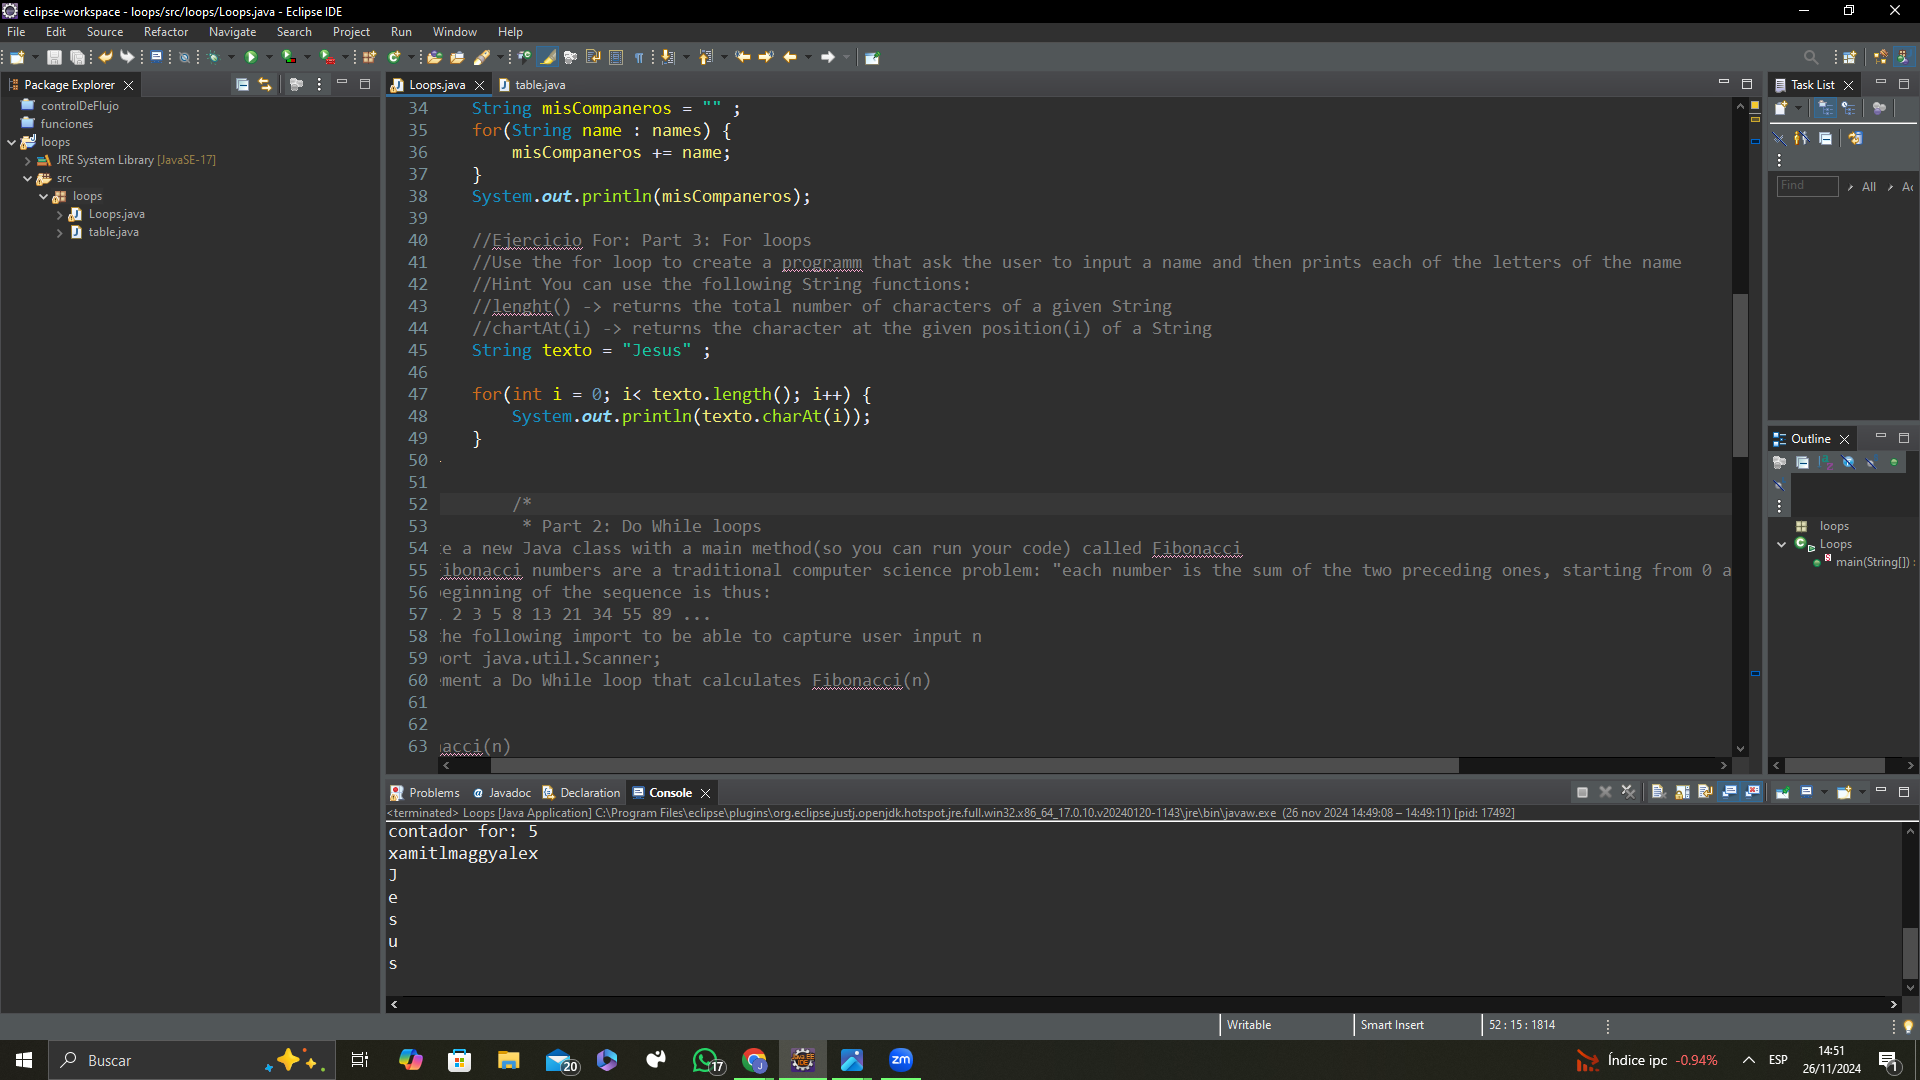 eclipse-workspace - loops/src/loops/Loops.java - Eclipse IDE
File Edit Source Refactor Navigate Search Project Run Window Help
Package Explorer
controlDeFlujo
funciones
loops
JRE System Library [JavaSE-17]
src
loops
Loops.java
table.java
Loops.java table.java
34 String misCompaneros = "" ;
35 for(String name : names) {
36 misCompaneros += name;
37 }
38 System.out.println(misCompaneros);
39
40 //Ejercicio For: Part 3: For loops
41 //Use the for loop to create a programm that ask the user to input a name and then prints each of the letters of the name
42 //Hint You can use the following String functions:
43 //lenght() -> returns the total number of characters of a given String
44 //chartAt(i) -> returns the character at the given position(i) of a String
45 String texto = "Jesus" ;
46
47 for(int i = 0; i< texto.length(); i++) {
48 System.out.println(texto.charAt(i));
49 }
50
51
52 /*
53 * Part 2: Do While loops
54 e a new Java class with a main method(so you can run your code) called Fibonacci
55 ibonacci numbers are a traditional computer science problem: "each number is the sum of the two preceding ones, starting from 0 a
56 eginning of the sequence is thus:
57 2 3 5 8 13 21 34 55 89 ...
58 he following import to be able to capture user input n
59 ort java.util.Scanner;
60 ment a Do While loop that calculates Fibonacci(n)
61
62
63 acci(n)
Task List
Find All Ac
Outline
loops
Loops
main(String[]) :
Problems Javadoc Declaration Console
<terminated> Loops [Java Application] C:\Program Files\eclipse\plugins\org.eclipse.justj.openjdk.hotspot.jre.full.win32.x86_64_17.0.10.v20240120-1143\jre\bin\javaw.exe (26 nov 2024 14:49:08 – 14:49:11) [pid: 17492]
contador for: 5
xamitlmaggyalex
J
e
s
u
s
Writable Smart Insert 52 : 15 : 1814
Buscar
20
17
zm
Índice ipc -0.94%
ESP
14:51
26/11/2024
1